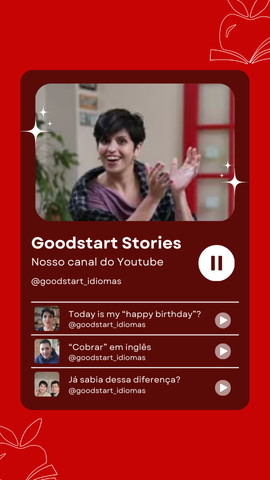 Goodstart Stories
Nosso canal do Youtube
@goodstart_idiomas
Today is my “happy birthday”?
@goodstart_idiomas
“Cobrar” em inglês
@goodstart_idiomas
Já sabia dessa diferença?
@goodstart_idiomas